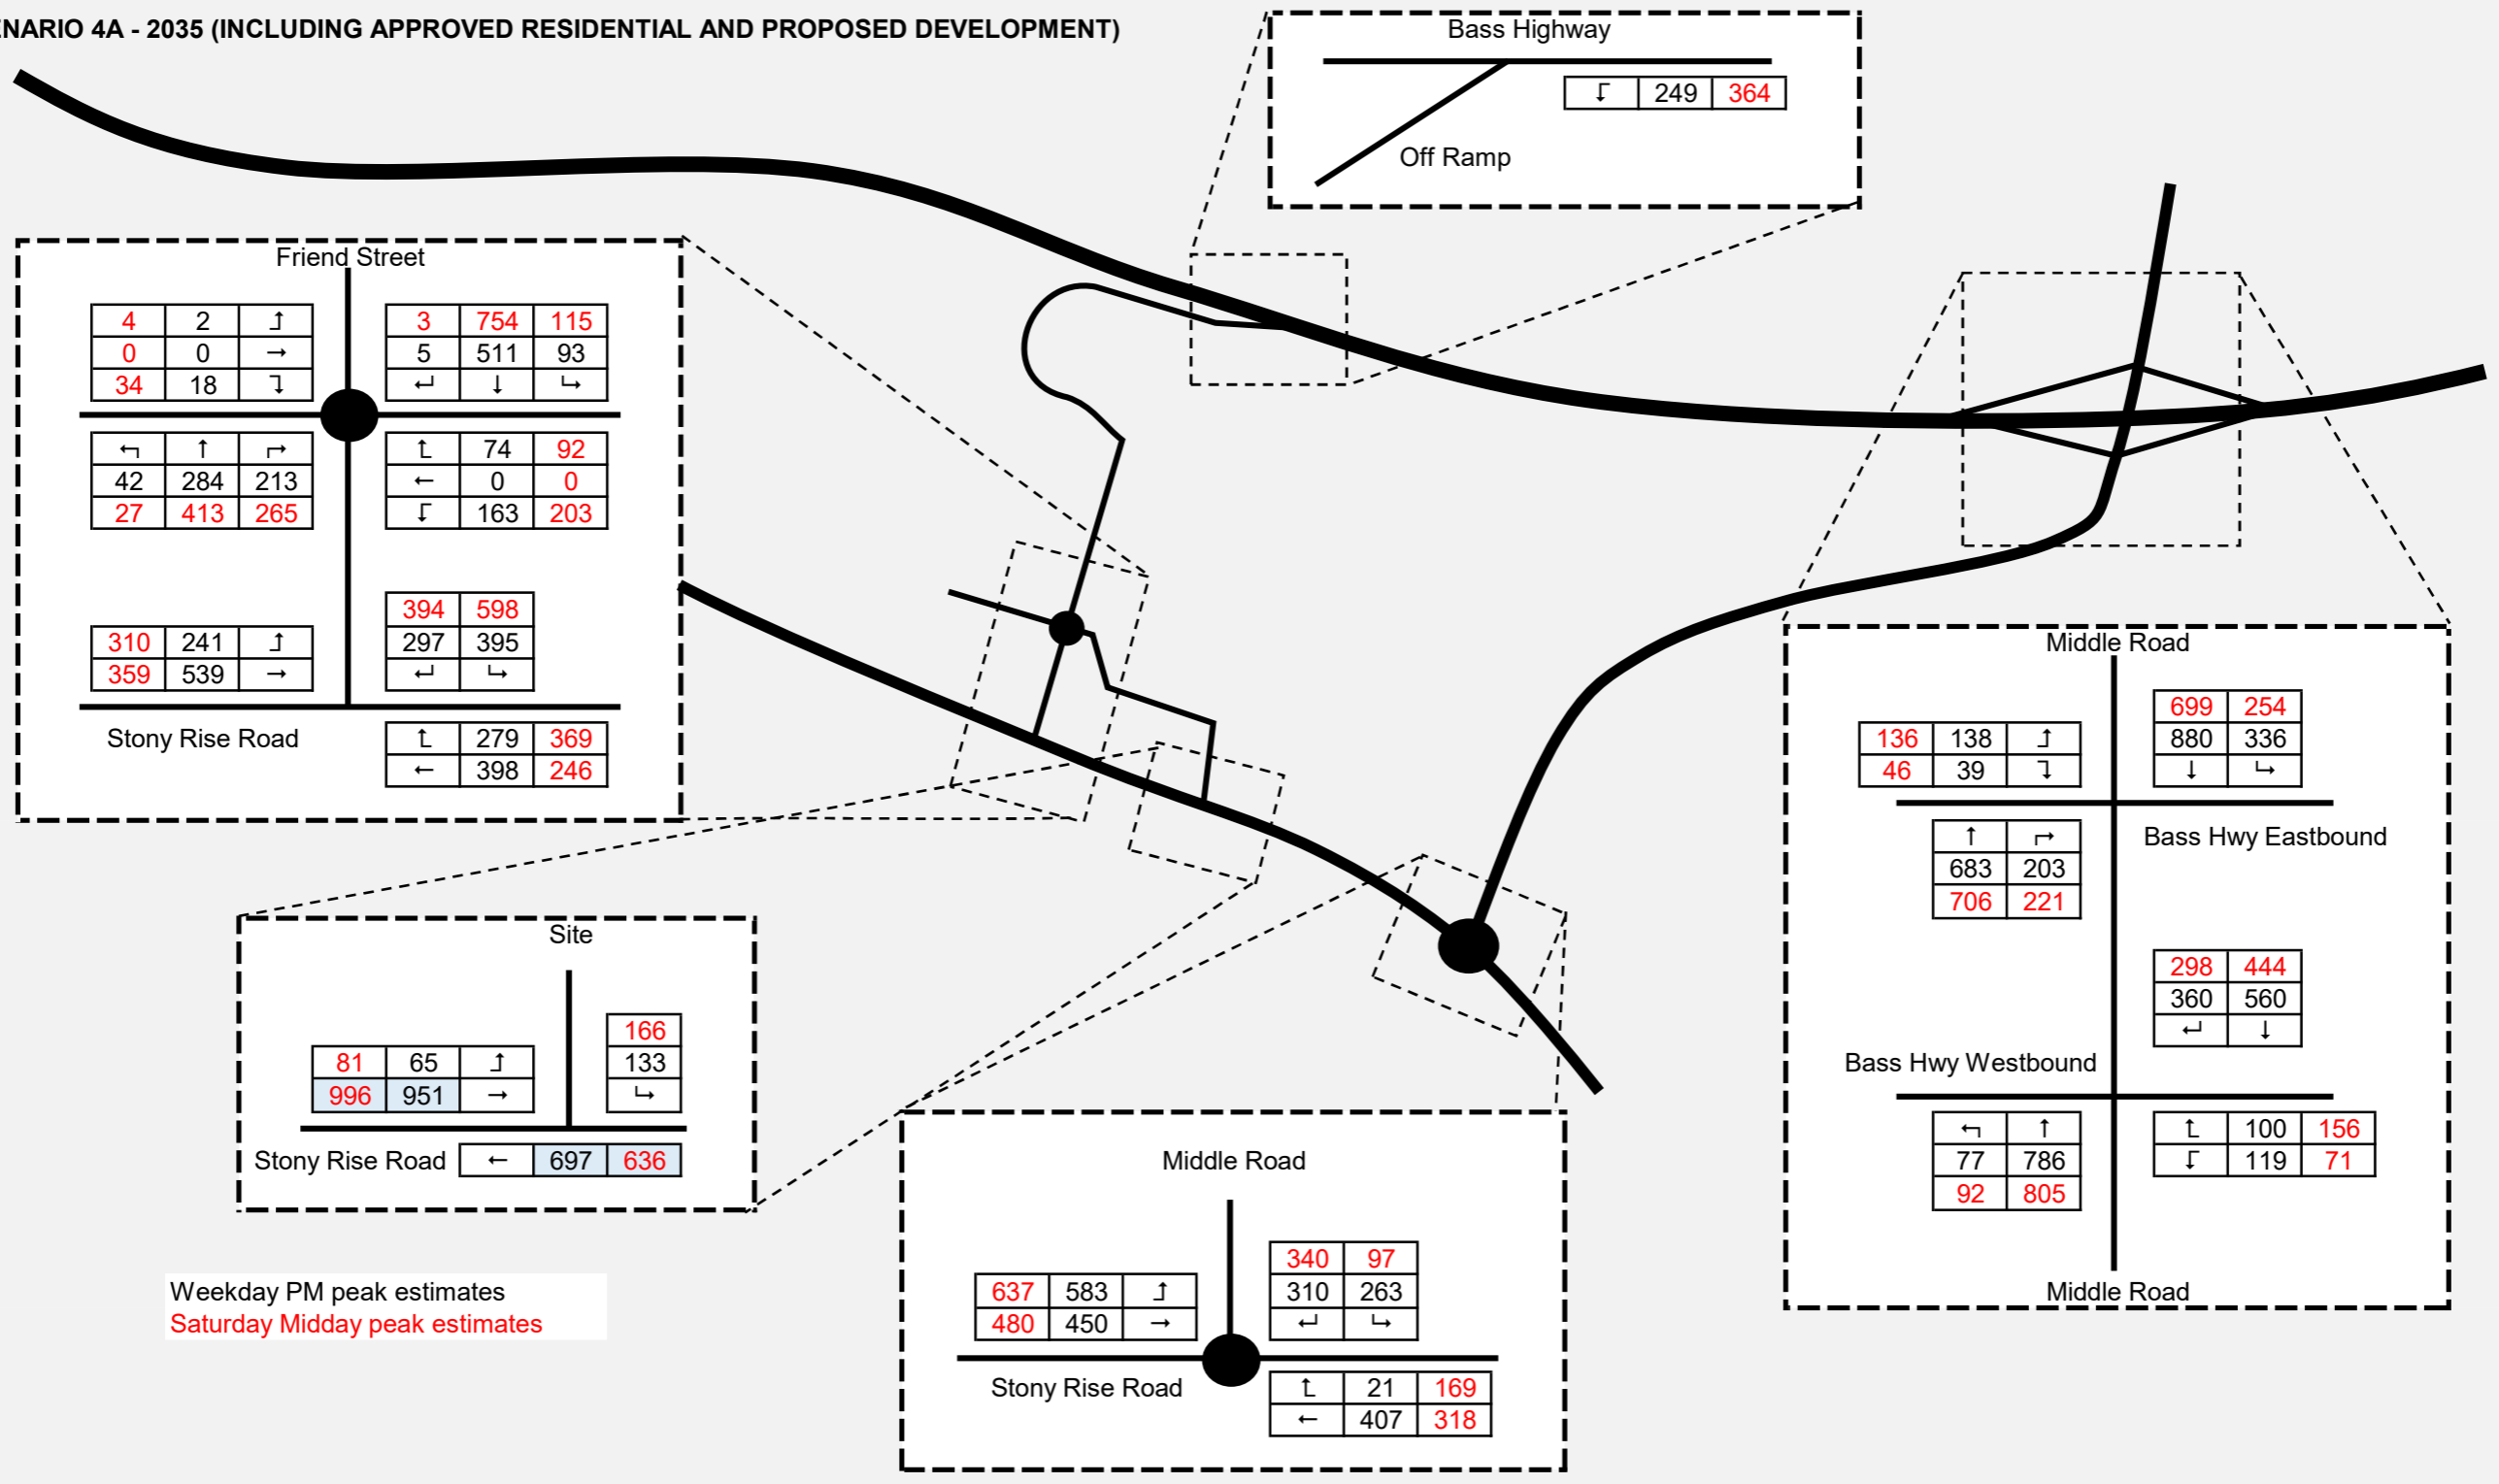 ENARIO 4A - 2035 (INCLUDING APPROVED RESIDENTIAL AND PROPOSED DEVELOPMENT)
Bass Highway
↰ 249 364
Off Ramp
Friend Street
4 2 ⮥
0 0 →
34 18 ↴
3 754 115
5 511 93
↵ ↓ ↳
↰ ↑ ↱
42 284 213
27 413 265
↥ 74 92
← 0 0
↓ 163 203
310 241 ⮥
359 539 →
394 598
297 395
↵ ↳
Stony Rise Road
↥ 279 369
← 398 246
Site
81 65 ⮥
996 951 →
166
133
↳
Stony Rise Road
← 697 636
Weekday PM peak estimates
Saturday Midday peak estimates
Middle Road
637 583 ⮥
480 450 →
340 97
310 263
↵ ↳
Stony Rise Road
↥ 21 169
← 407 318
Middle Road
136 138 ⮥
46 39 ↴
699 254
880 336
↓ ↳
↑ ↱
683 203
706 221
Bass Hwy Eastbound
298 444
360 560
↵ ↓
Bass Hwy Westbound
↰ ↑
77 786
92 805
↥ 100 156
↓ 119 71
Middle Road